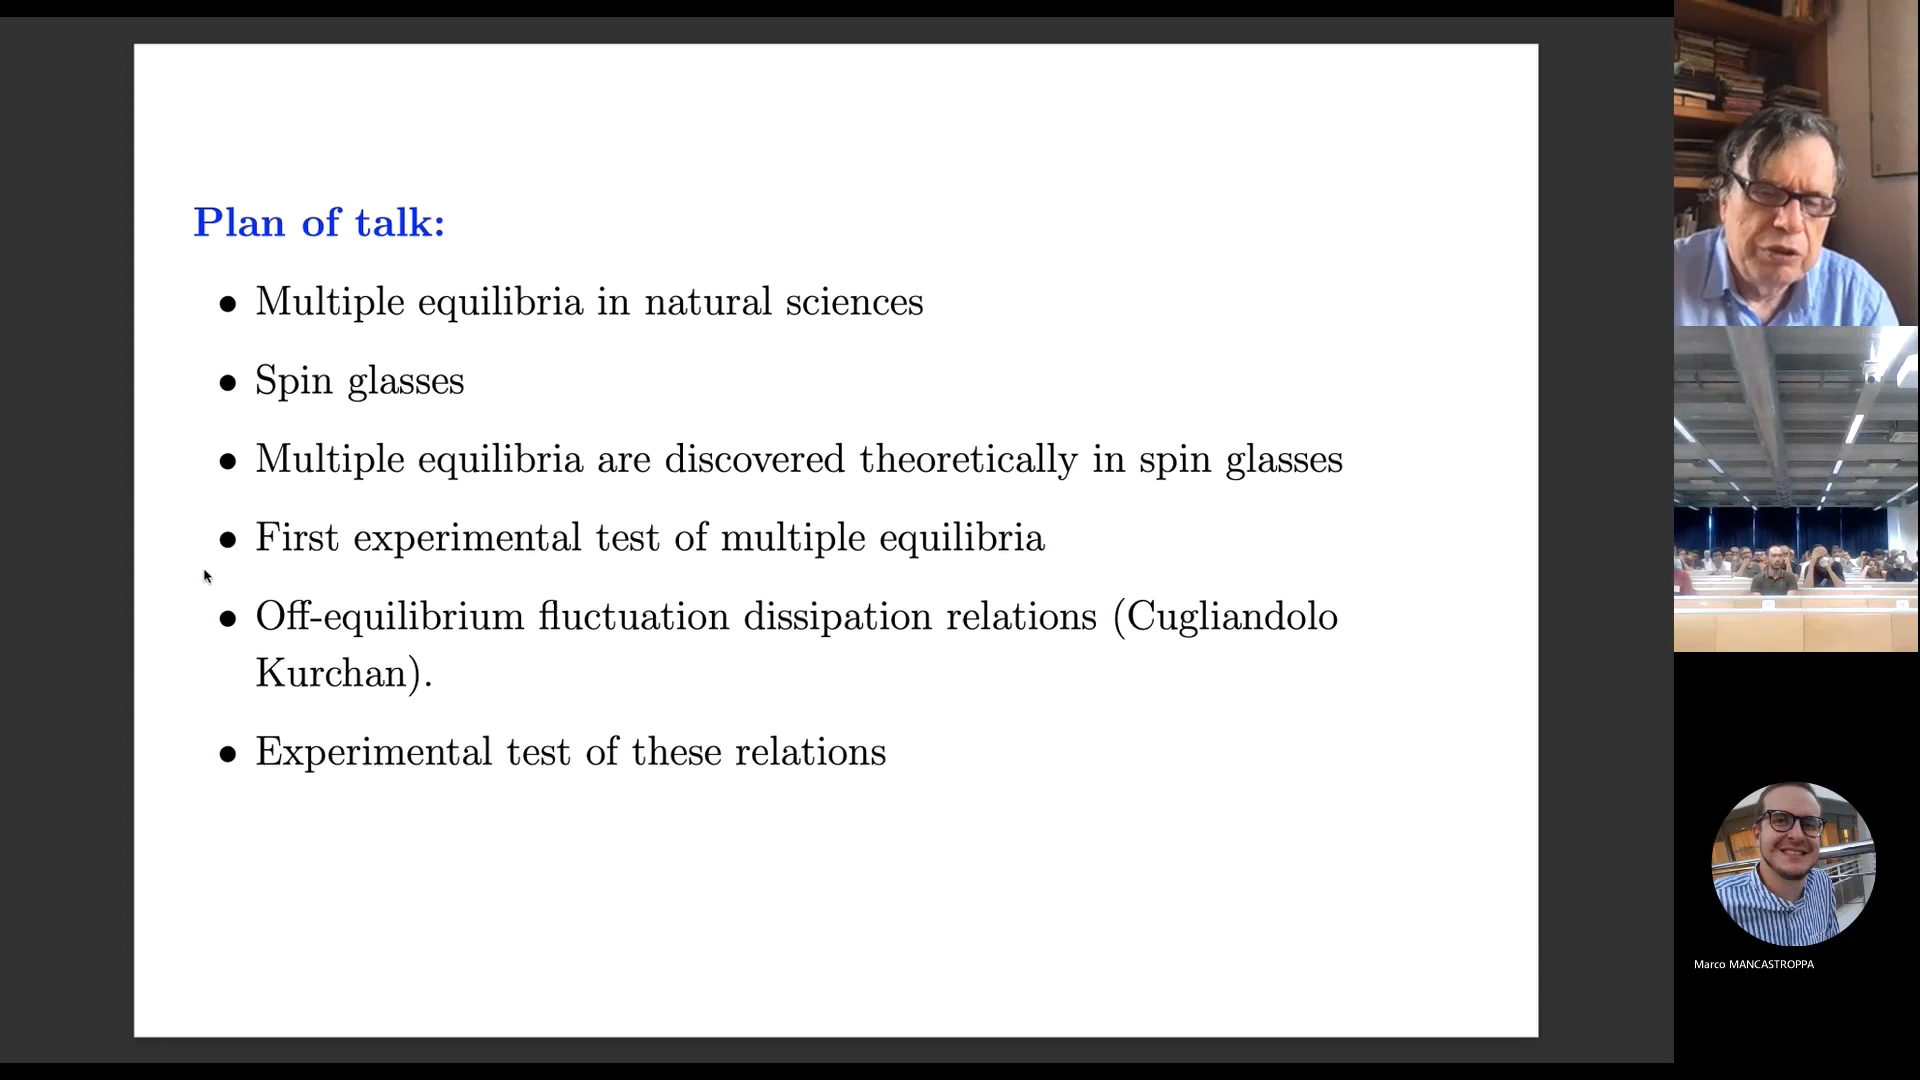 Plan of talk:
• Multiple equilibria in natural sciences
• Spin glasses
• Multiple equilibria are discovered theoretically in spin glasses
• First experimental test of multiple equilibria
• Off-equilibrium fluctuation dissipation relations (Cugliandolo
Kurchan).
• Experimental test of these relations
Marco MANCASTROPPA